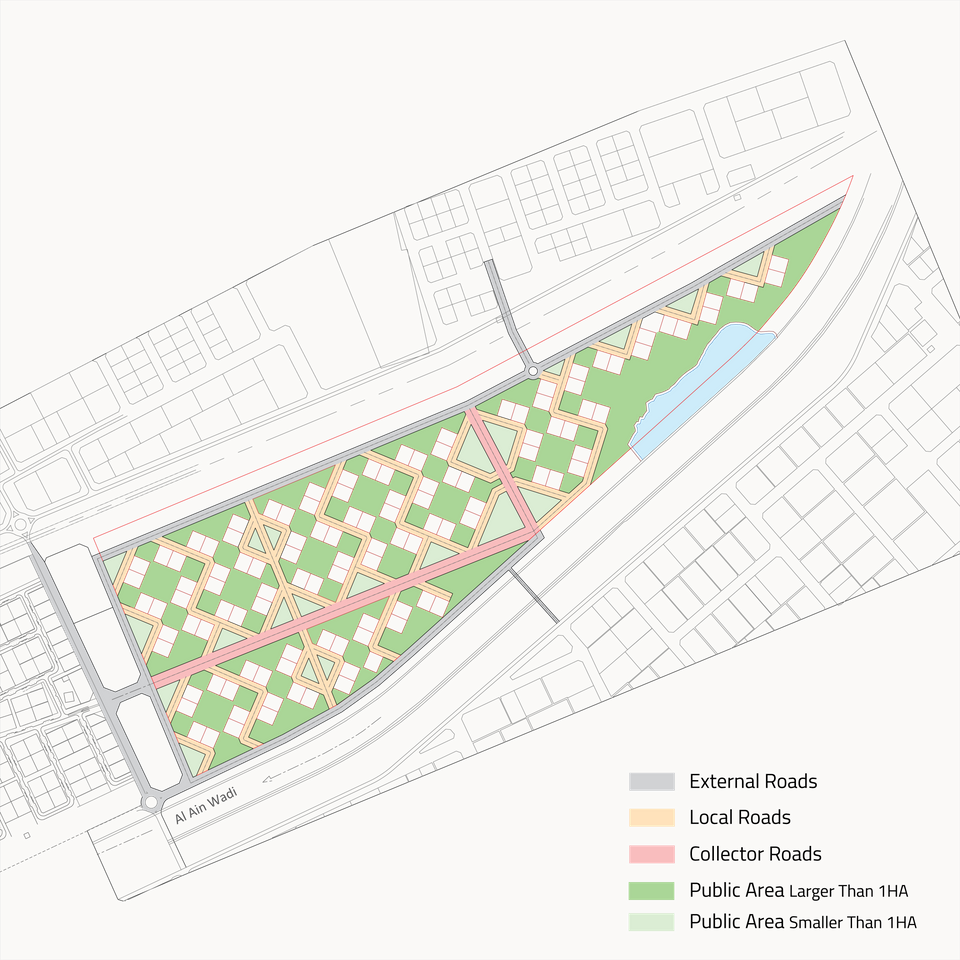 Al Ain Wadi
External Roads
Local Roads
Collector Roads
Public Area Larger Than 1HA
Public Area Smaller Than 1HA